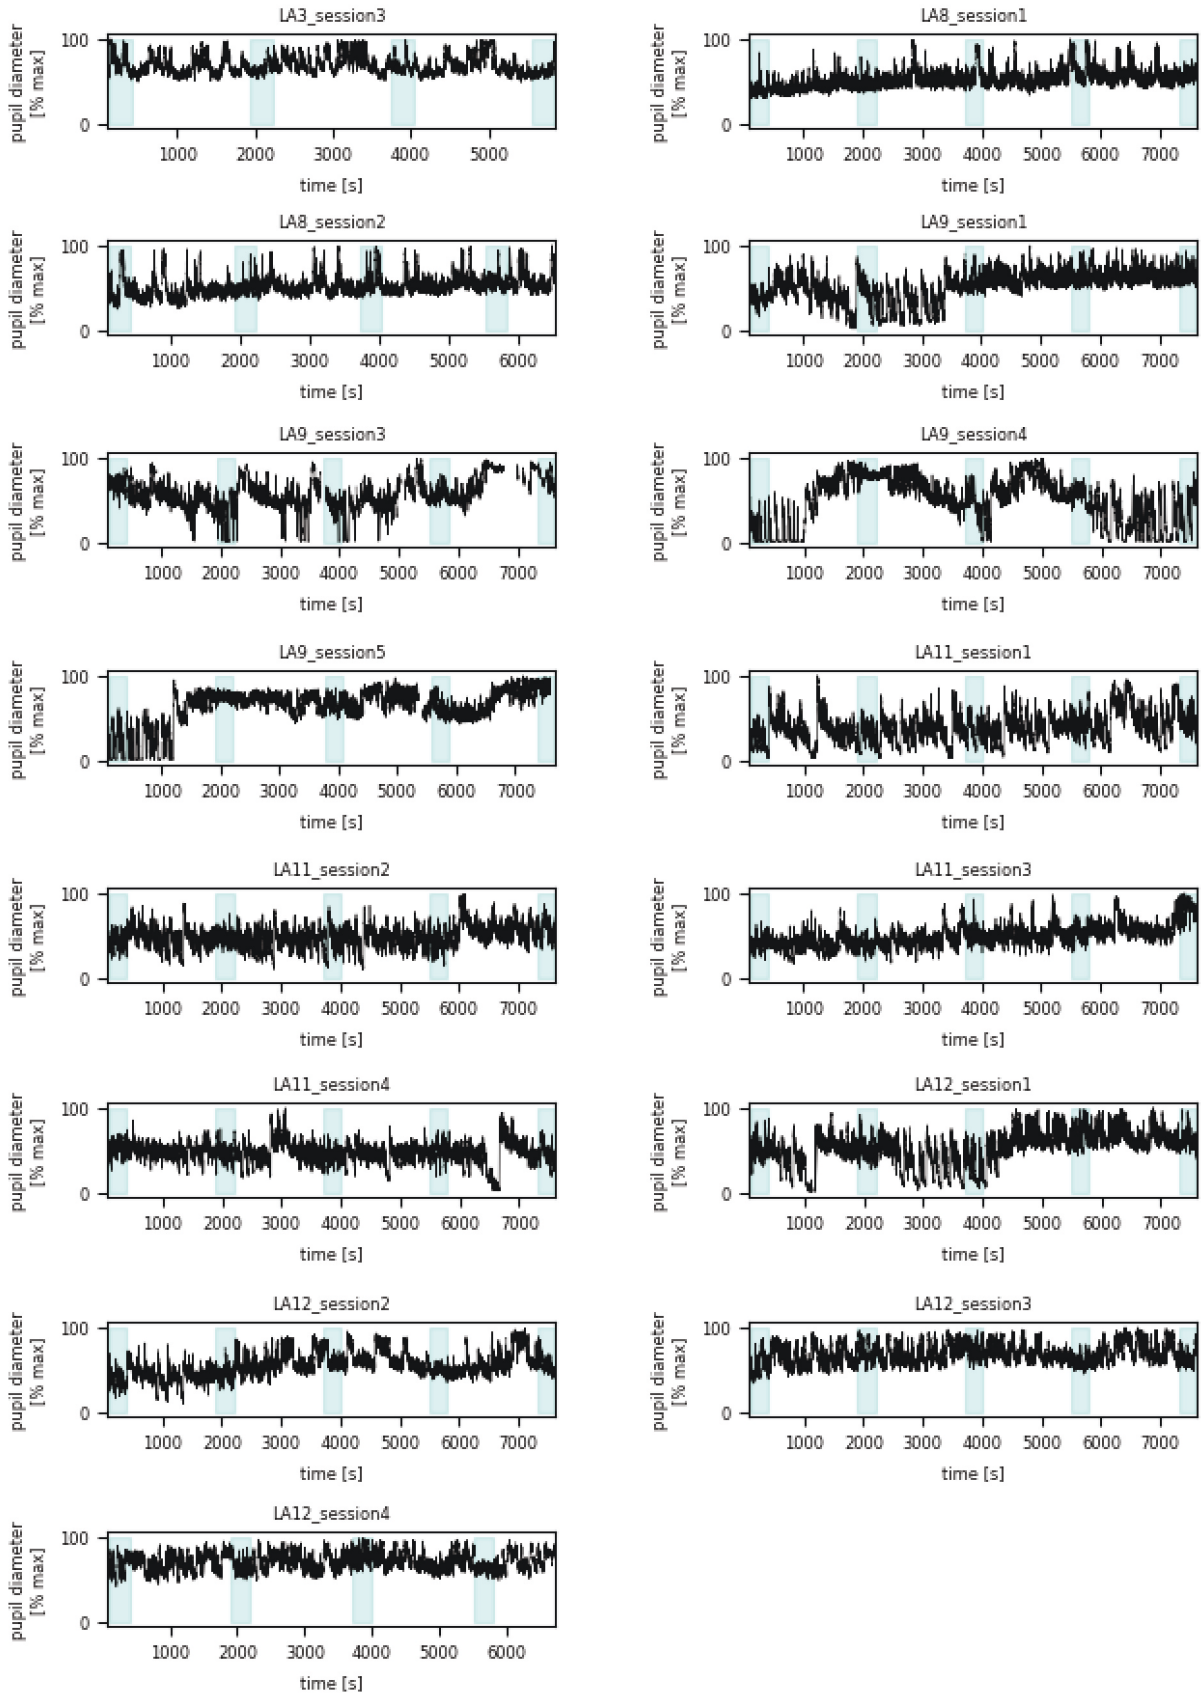 LA3_session3
pupil diameter
[% max]
100
0
1000 2000 3000 4000 5000
time [s]
LA8_session1
pupil diameter
[% max]
100
0
1000 2000 3000 4000 5000 6000 7000
time [s]
LA8_session2
pupil diameter
[% max]
100
0
1000 2000 3000 4000 5000 6000
time [s]
LA9_session1
pupil diameter
[% max]
100
0
1000 2000 3000 4000 5000 6000 7000
time [s]
LA9_session3
pupil diameter
[% max]
100
0
1000 2000 3000 4000 5000 6000 7000
time [s]
LA9_session4
pupil diameter
[% max]
100
0
1000 2000 3000 4000 5000 6000 7000
time [s]
LA9_session5
pupil diameter
[% max]
100
0
1000 2000 3000 4000 5000 6000 7000
time [s]
LA11_session1
pupil diameter
[% max]
100
0
1000 2000 3000 4000 5000 6000 7000
time [s]
LA11_session2
pupil diameter
[% max]
100
0
1000 2000 3000 4000 5000 6000 7000
time [s]
LA11_session3
pupil diameter
[% max]
100
0
1000 2000 3000 4000 5000 6000 7000
time [s]
LA11_session4
pupil diameter
[% max]
100
0
1000 2000 3000 4000 5000 6000 7000
time [s]
LA12_session1
pupil diameter
[% max]
100
0
1000 2000 3000 4000 5000 6000 7000
time [s]
LA12_session2
pupil diameter
[% max]
100
0
1000 2000 3000 4000 5000 6000 7000
time [s]
LA12_session3
pupil diameter
[% max]
100
0
1000 2000 3000 4000 5000 6000 7000
time [s]
LA12_session4
pupil diameter
[% max]
100
0
1000 2000 3000 4000 5000 6000
time [s]